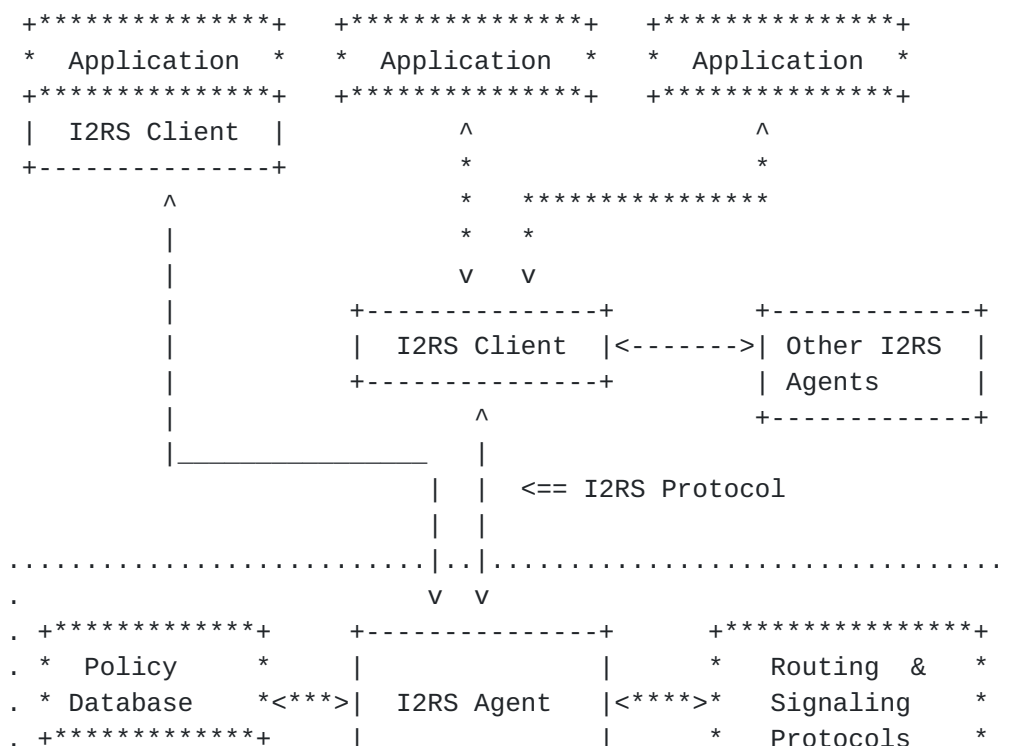 +***************+   +***************+   +***************+
*  Application  *   *  Application  *   *  Application  *
+***************+   +***************+   +***************+
|  I2RS Client  |           ^                  ^
+---------------+           *                  *
         ^                  *   ****************
         |                  *   *
         |                  v   v
         |           +---------------+         +-------------+
         |           |  I2RS Client  |<------->| Other I2RS  |
         |           +---------------+         | Agents      |
         |                   ^                 +-------------+
         |________________   |
                          |  |  <== I2RS Protocol
                          |  |
...........................|..|.................................
.                          v  v
. +*************+     +---------------+      +****************+
. *  Policy     *     |               |      *   Routing  &   *
. * Database    *<***>|  I2RS Agent   |<****>*   Signaling    *
. +*************+     |               |      *   Protocols    *